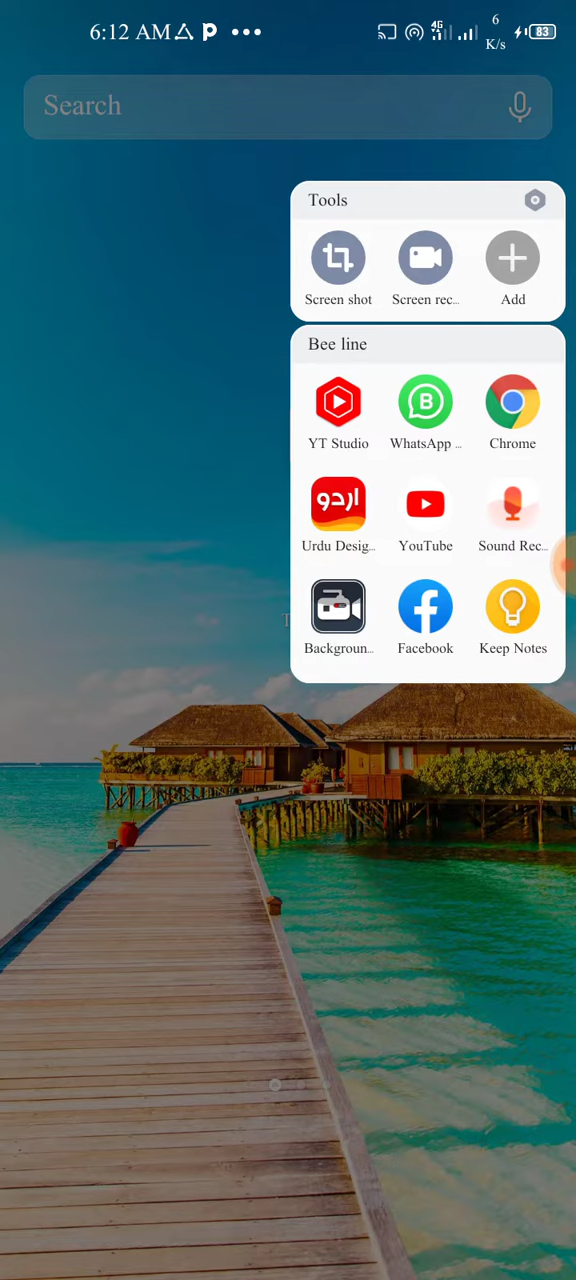 6:12 AM
4G
6
K/s
83
Search
Tools
Screen shot
Screen rec...
Add
Bee line
YT Studio
WhatsApp ...
Chrome
اردو
Urdu Desig...
YouTube
Sound Rec...
Backgroun...
Facebook
Keep Notes
T